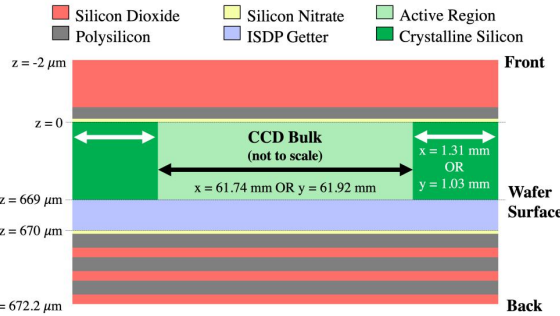 Silicon Dioxide
Silicon Nitrate
Active Region
Polysilicon
ISDP Getter
Crystalline Silicon
z = -2 μm
Front
z = 0
CCD Bulk
(not to scale)
x = 1.31 mm
OR
y = 1.03 mm
x = 61.74 mm OR y = 61.92 mm
z = 669 μm
Wafer
Surface
z = 670 μm
= 672.2 μm
Back